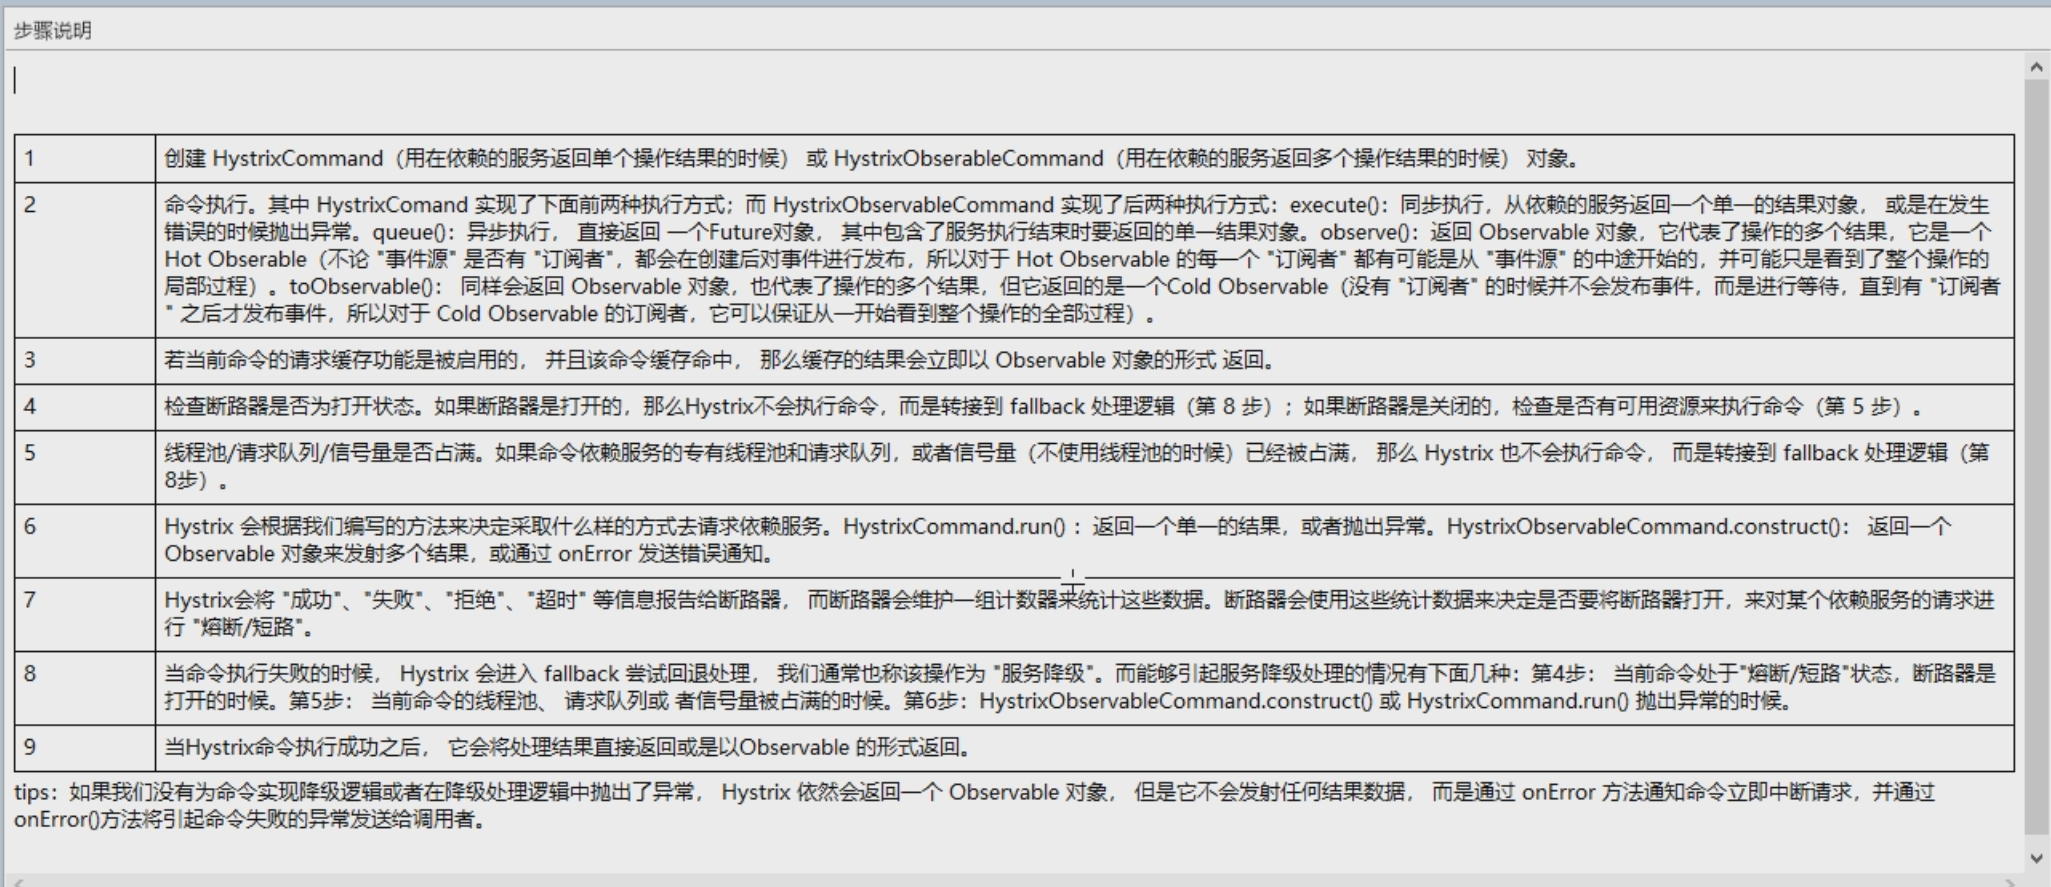 步骤说明
1 创建 HystrixCommand（用在依赖的服务返回单个操作结果的时候） 或 HystrixObserableCommand（用在依赖的服务返回多个操作结果的时候） 对象。
2 命令执行。其中 HystrixComand 实现了下面前两种执行方式；而 HystrixObservableCommand 实现了后两种执行方式：execute()：同步执行，从依赖的服务返回一个单一的结果对象， 或是在发生
错误的时候抛出异常。queue()：异步执行， 直接返回 一个Future对象， 其中包含了服务执行结束时要返回的单一结果对象。observe()：返回 Observable 对象，它代表了操作的多个结果，它是一个
Hot Obserable（不论 "事件源" 是否有 "订阅者"，都会在创建后对事件进行发布，所以对于 Hot Observable 的每一个 "订阅者" 都有可能是从 "事件源" 的中途开始的，并可能只是看到了整个操作的
局部过程）。toObservable()： 同样会返回 Observable 对象，也代表了操作的多个结果，但它返回的是一个Cold Observable（没有 "订阅者" 的时候并不会发布事件，而是进行等待，直到有 "订阅者
" 之后才发布事件，所以对于 Cold Observable 的订阅者，它可以保证从一开始看到整个操作的全部过程）。
3 若当前命令的请求缓存功能是被启用的， 并且该命令缓存命中， 那么缓存的结果会立即以 Observable 对象的形式 返回。
4 检查断路器是否为打开状态。如果断路器是打开的，那么Hystrix不会执行命令，而是转接到 fallback 处理逻辑（第 8 步）；如果断路器是关闭的，检查是否有可用资源来执行命令（第 5 步）。
5 线程池/请求队列/信号量是否占满。如果命令依赖服务的专有线程池和请求队列，或者信号量（不使用线程池的时候）已经被占满， 那么 Hystrix 也不会执行命令， 而是转接到 fallback 处理逻辑（第
8步）。
6 Hystrix 会根据我们编写的方法来决定采取什么样的方式去请求依赖服务。HystrixCommand.run() ：返回一个单一的结果，或者抛出异常。HystrixObservableCommand.construct()： 返回一个
Observable 对象来发射多个结果，或通过 onError 发送错误通知。
7 Hystrix会将 "成功"、"失败"、"拒绝"、"超时" 等信息报告给断路器， 而断路器会维护一组计数器来统计这些数据。断路器会使用这些统计数据来决定是否要将断路器打开，来对某个依赖服务的请求进
行 "熔断/短路"。
8 当命令执行失败的时候， Hystrix 会进入 fallback 尝试回退处理， 我们通常也称该操作为 "服务降级"。而能够引起服务降级处理的情况有下面几种：第4步： 当前命令处于"熔断/短路"状态，断路器是
打开的时候。第5步： 当前命令的线程池、 请求队列或 者信号量被占满的时候。第6步：HystrixObservableCommand.construct() 或 HystrixCommand.run() 抛出异常的时候。
9 当Hystrix命令执行成功之后， 它会将处理结果直接返回或是以Observable 的形式返回。
tips：如果我们没有为命令实现降级逻辑或者在降级处理逻辑中抛出了异常， Hystrix 依然会返回一个 Observable 对象， 但是它不会发射任何结果数据， 而是通过 onError 方法通知命令立即中断请求，并通过
onError()方法将引起命令失败的异常发送给调用者。